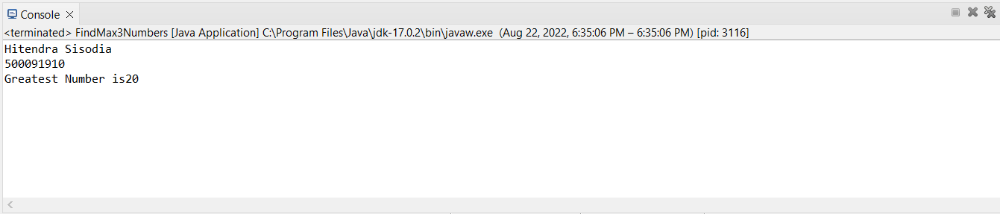 Console
<terminated> FindMax3Numbers [Java Application] C:\Program Files\Java\jdk-17.0.2\bin\javaw.exe (Aug 22, 2022, 6:35:06 PM – 6:35:06 PM) [pid: 3116]
Hitendra Sisodia
500091910
Greatest Number is20